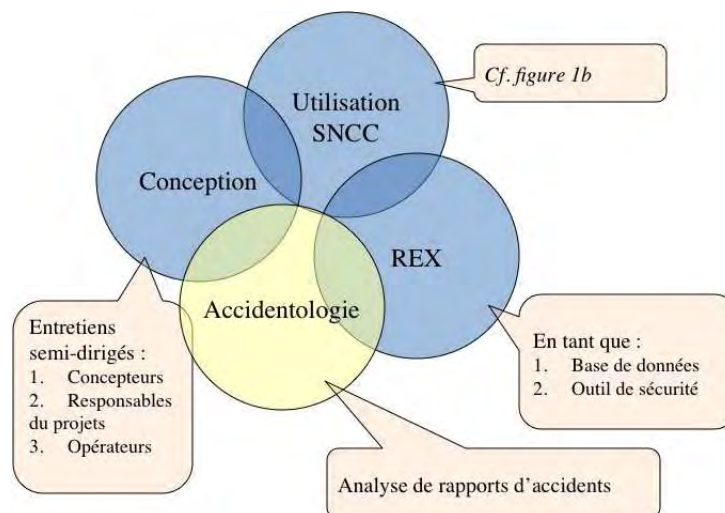 Cf. figure 1b
Utilisation
SNCC
Conception
REX
Accidentologie
Entretiens
semi-dirigés :
1. Concepteurs
2. Responsables
du projets
3. Opérateurs
En tant que :
1. Base de données
2. Outil de sécurité
Analyse de rapports d’accidents